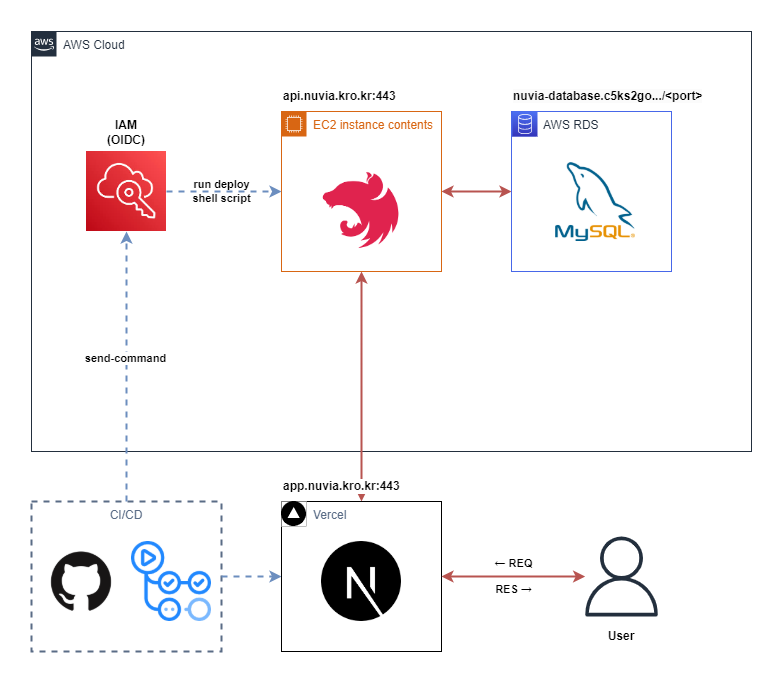 aws
AWS Cloud
api.nuvia.kro.kr:443
nuvia-database.c5ks2go.../<port>
IAM
(OIDC)
EC2 instance contents
AWS RDS
run deploy
shell script
MySQL
send-command
app.nuvia.kro.kr:443
CI/CD
Vercel
N
← REQ
RES →
User